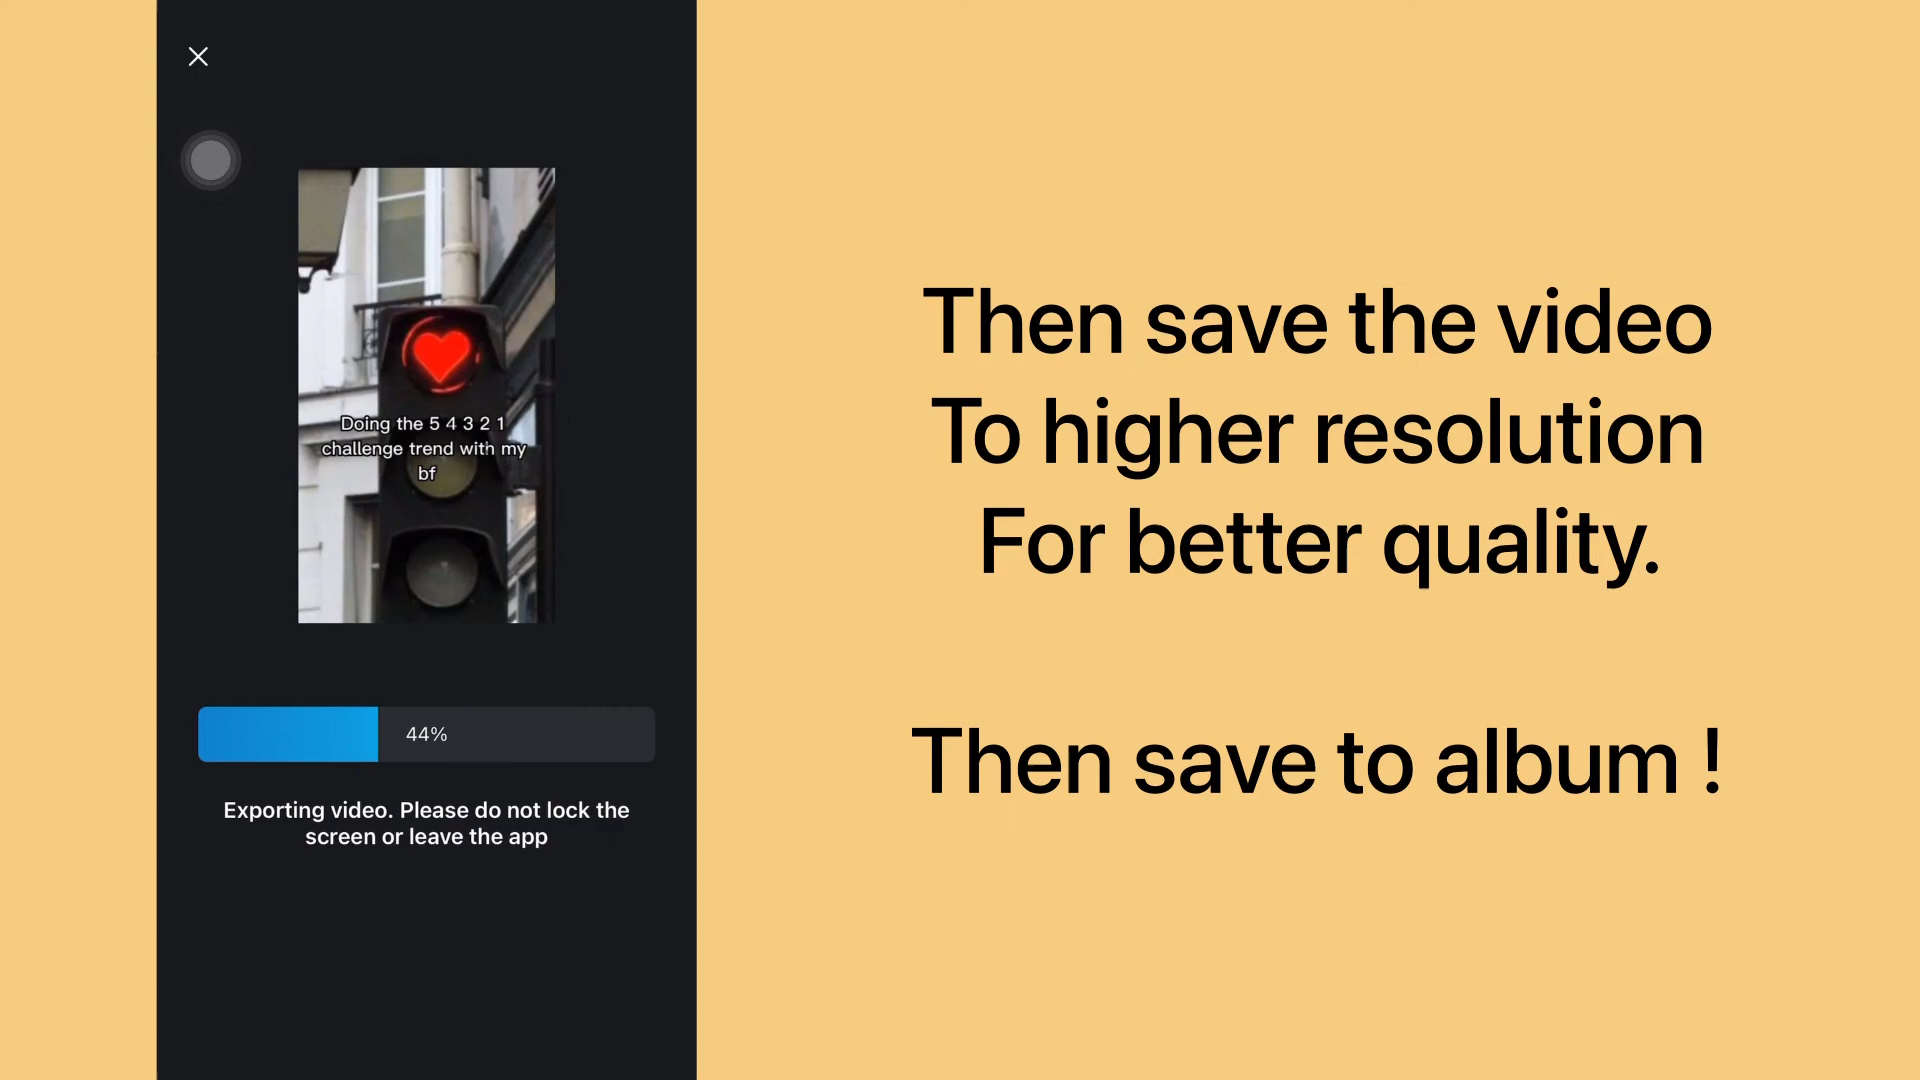 Doing the 5 4 3 2 1
challenge trend with my
bf
44%
Exporting video. Please do not lock the
screen or leave the app
Then save the video
To higher resolution
For better quality.
Then save to album !